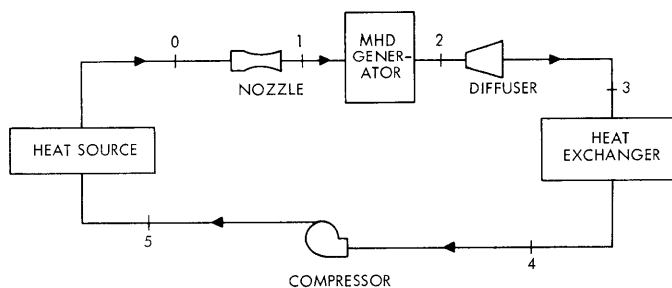 0
1
MHD
GENER-
ATOR
2
NOZZLE
DIFFUSER
3
HEAT SOURCE
HEAT
EXCHANGER
5
4
COMPRESSOR